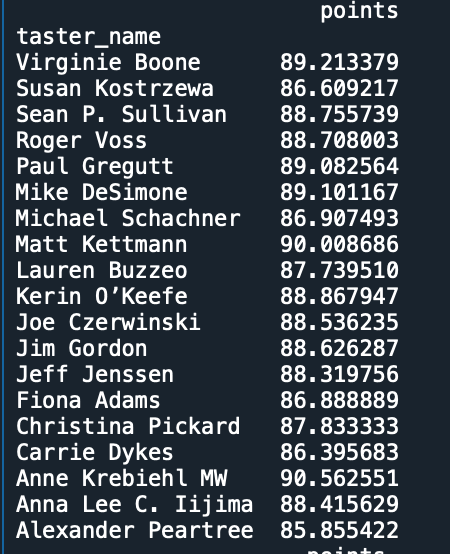 points
taster_name
Virginie Boone 89.213379
Susan Kostrzewa 86.609217
Sean P. Sullivan 88.755739
Roger Voss 88.708003
Paul Gregutt 89.082564
Mike DeSimone 89.101167
Michael Schachner 86.907493
Matt Kettmann 90.008686
Lauren Buzzeo 87.739510
Kerin O’Keefe 88.867947
Joe Czerwinski 88.536235
Jim Gordon 88.626287
Jeff Jenssen 88.319756
Fiona Adams 86.888889
Christina Pickard 87.833333
Carrie Dykes 86.395683
Anne Krebiehl MW 90.562551
Anna Lee C. Iijima 88.415629
Alexander Peartree 85.855422
points